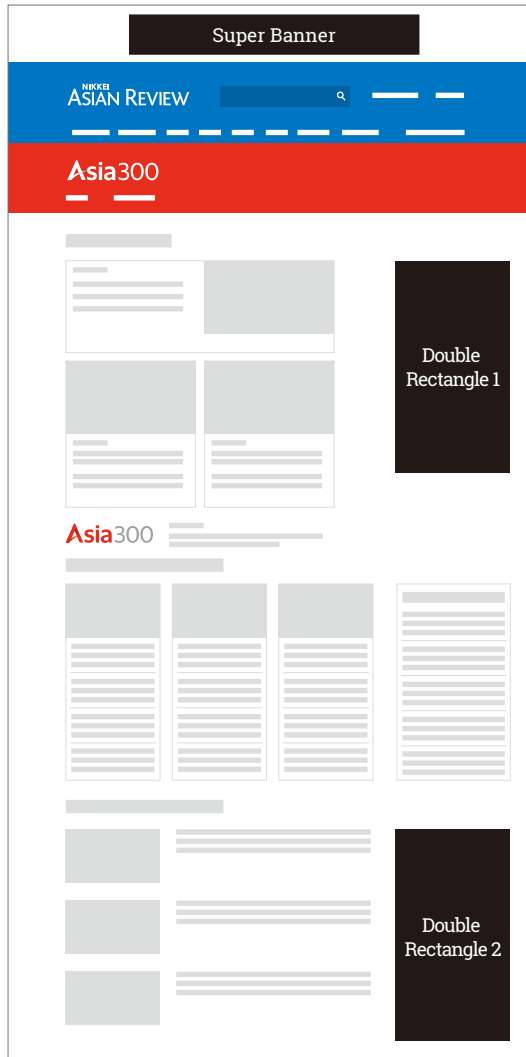 Super Banner
NIKKEI
ASIAN REVIEW
Asia300
Double
Rectangle 1
Asia300
Double
Rectangle 2